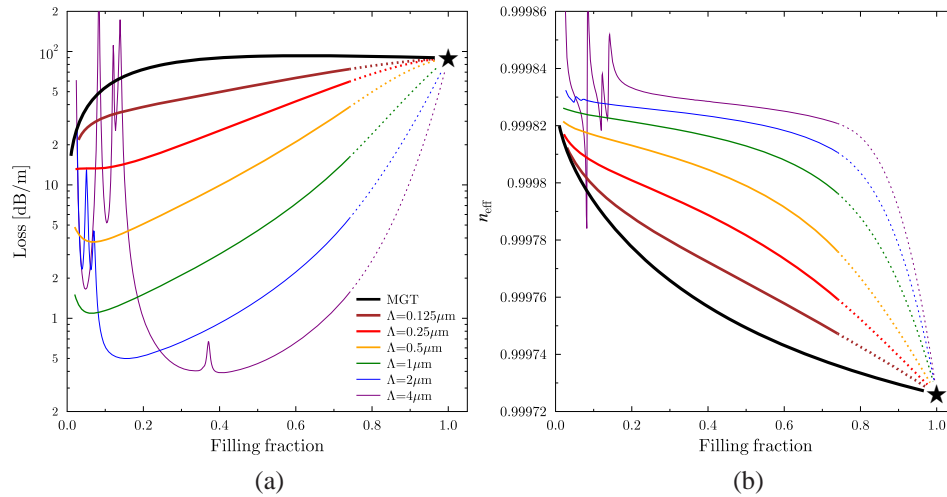 2
10²
5
2
10
5
2
1
5
2
Loss [dB/m]
0.0 0.2 0.4 0.6 0.8 1.0
Filling fraction
MGT
Λ=0.125μm
Λ=0.25μm
Λ=0.5μm
Λ=1μm
Λ=2μm
Λ=4μm
(a)
0.99986
0.99984
0.99982
0.9998
0.99978
0.99976
0.99974
0.99972
n_eff
0.0 0.2 0.4 0.6 0.8 1.0
Filling fraction
(b)